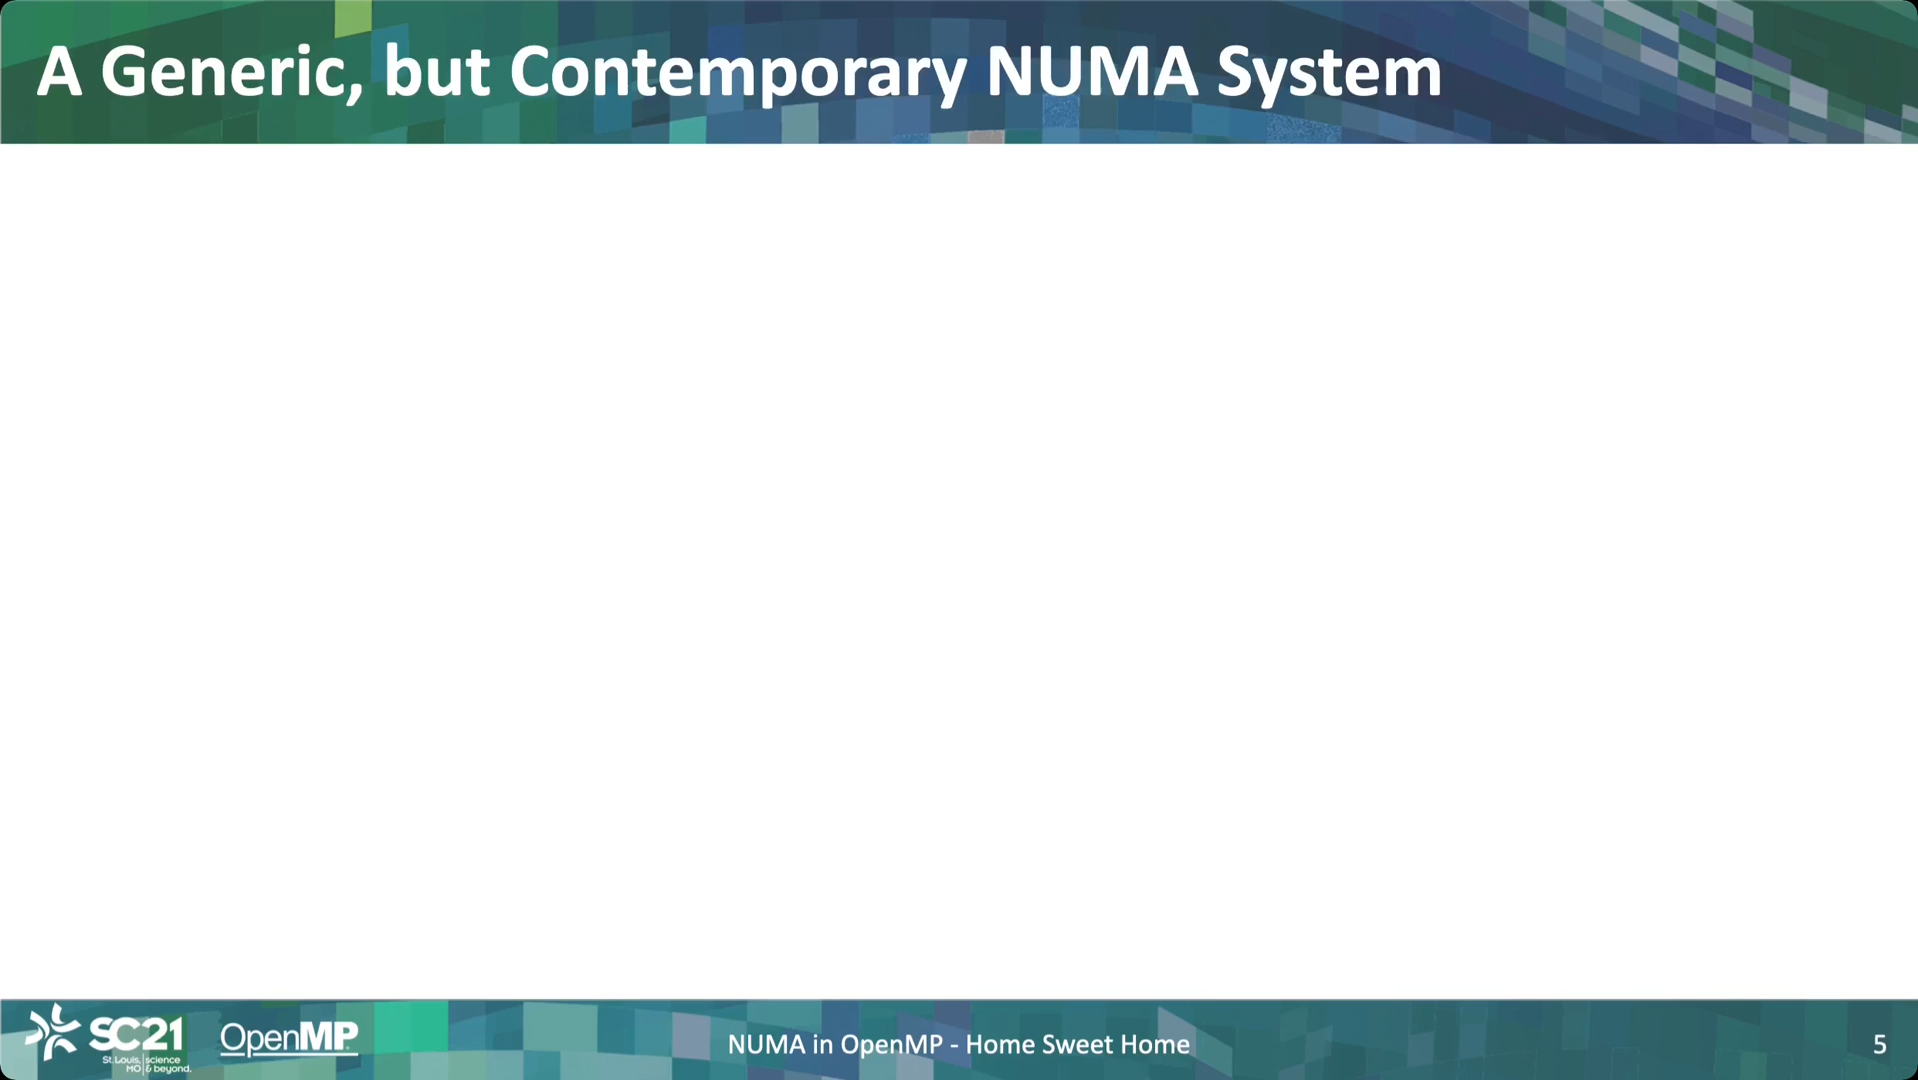 A Generic, but Contemporary NUMA System
SC21
St. Louis, MO
science & beyond.
OpenMP
NUMA in OpenMP - Home Sweet Home
5